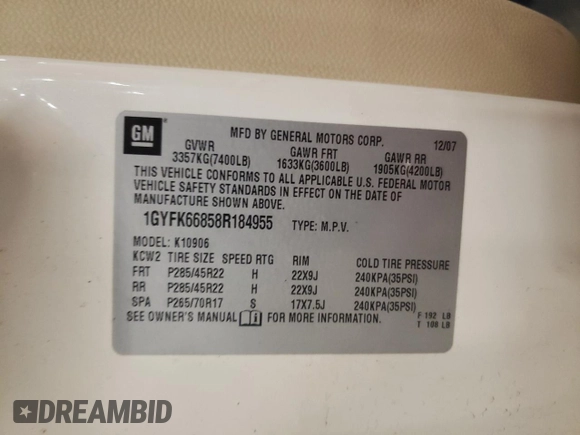 GM
MFD BY GENERAL MOTORS CORP.
12/07
GVWR GAWR FRT GAWR RR
3357KG(7400LB) 1633KG(3600LB) 1905KG(4200LB)
THIS VEHICLE CONFORMS TO ALL APPLICABLE U.S. FEDERAL MOTOR
VEHICLE SAFETY STANDARDS IN EFFECT ON THE DATE OF
MANUFACTURE SHOWN ABOVE.
1GYFK66858R184955 TYPE: M.P.V.
MODEL: K10906
KCW2 TIRE SIZE SPEED RTG RIM COLD TIRE PRESSURE
FRT P285/45R22 H 22X9J 240KPA(35PSI)
RR P285/45R22 H 22X9J 240KPA(35PSI)
SPA P265/70R17 S 17X7.5J 240KPA(35PSI)
SEE OWNER'S MANUAL FOR MORE INFORMATION.
F 192 LB
T 108 LB
DREAMBID